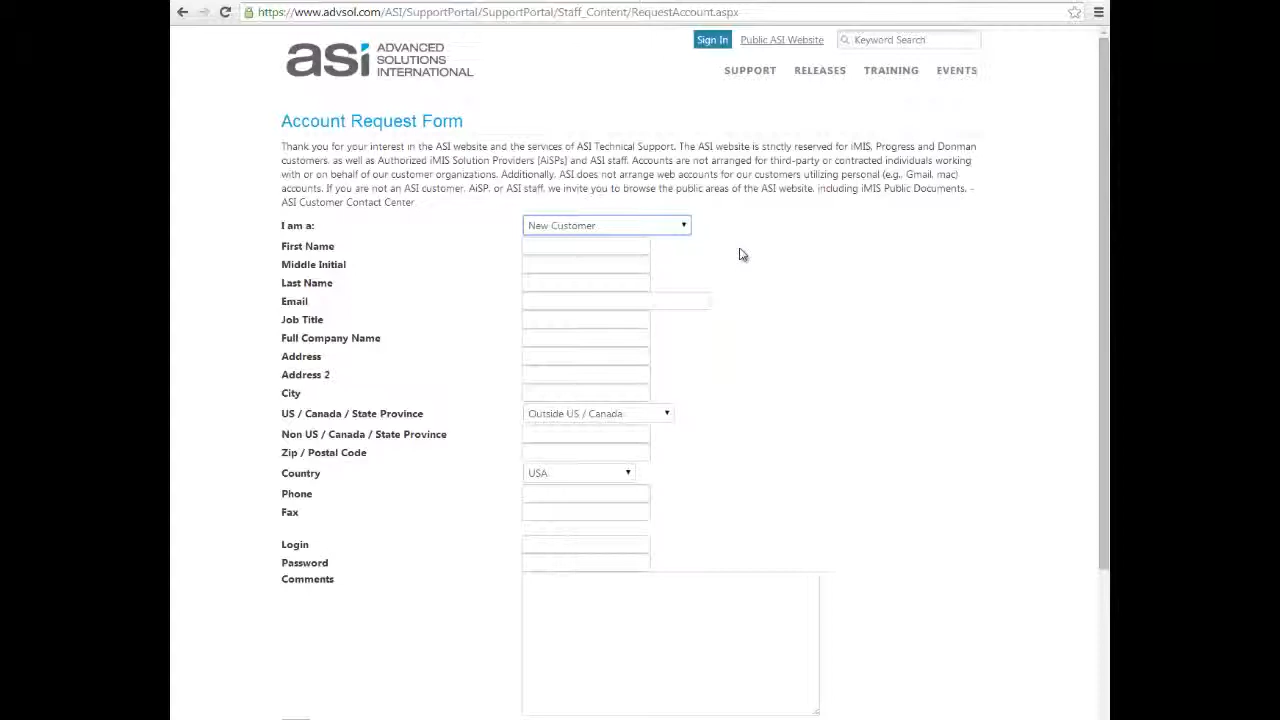 https://www.advsol.com/ASI/SupportPortal/SupportPortal/Staff_Content/RequestAccount.aspx
Sign In Public ASI Website Keyword Search
asi ADVANCED SOLUTIONS INTERNATIONAL
SUPPORT RELEASES TRAINING EVENTS
Account Request Form
Thank you for your interest in the ASI website and the services of ASI Technical Support. The ASI website is strictly reserved for iMIS, Progress and Donman
customers, as well as Authorized iMIS Solution Providers [AiSPs] and ASI staff. Accounts are not arranged for third-party or contracted individuals working
with or on behalf of our customer organizations. Additionally, ASI does not arrange web accounts for our customers utilizing personal (e.g., Gmail, mac)
accounts. If you are not an ASI customer, AiSP, or ASI staff, we invite you to browse the public areas of the ASI website, including iMIS Public Documents. -
ASI Customer Contact Center
I am a: New Customer
First Name
Middle Initial
Last Name
Email
Job Title
Full Company Name
Address
Address 2
City
US / Canada / State Province Outside US / Canada
Non US / Canada / State Province
Zip / Postal Code
Country USA
Phone
Fax
Login
Password
Comments